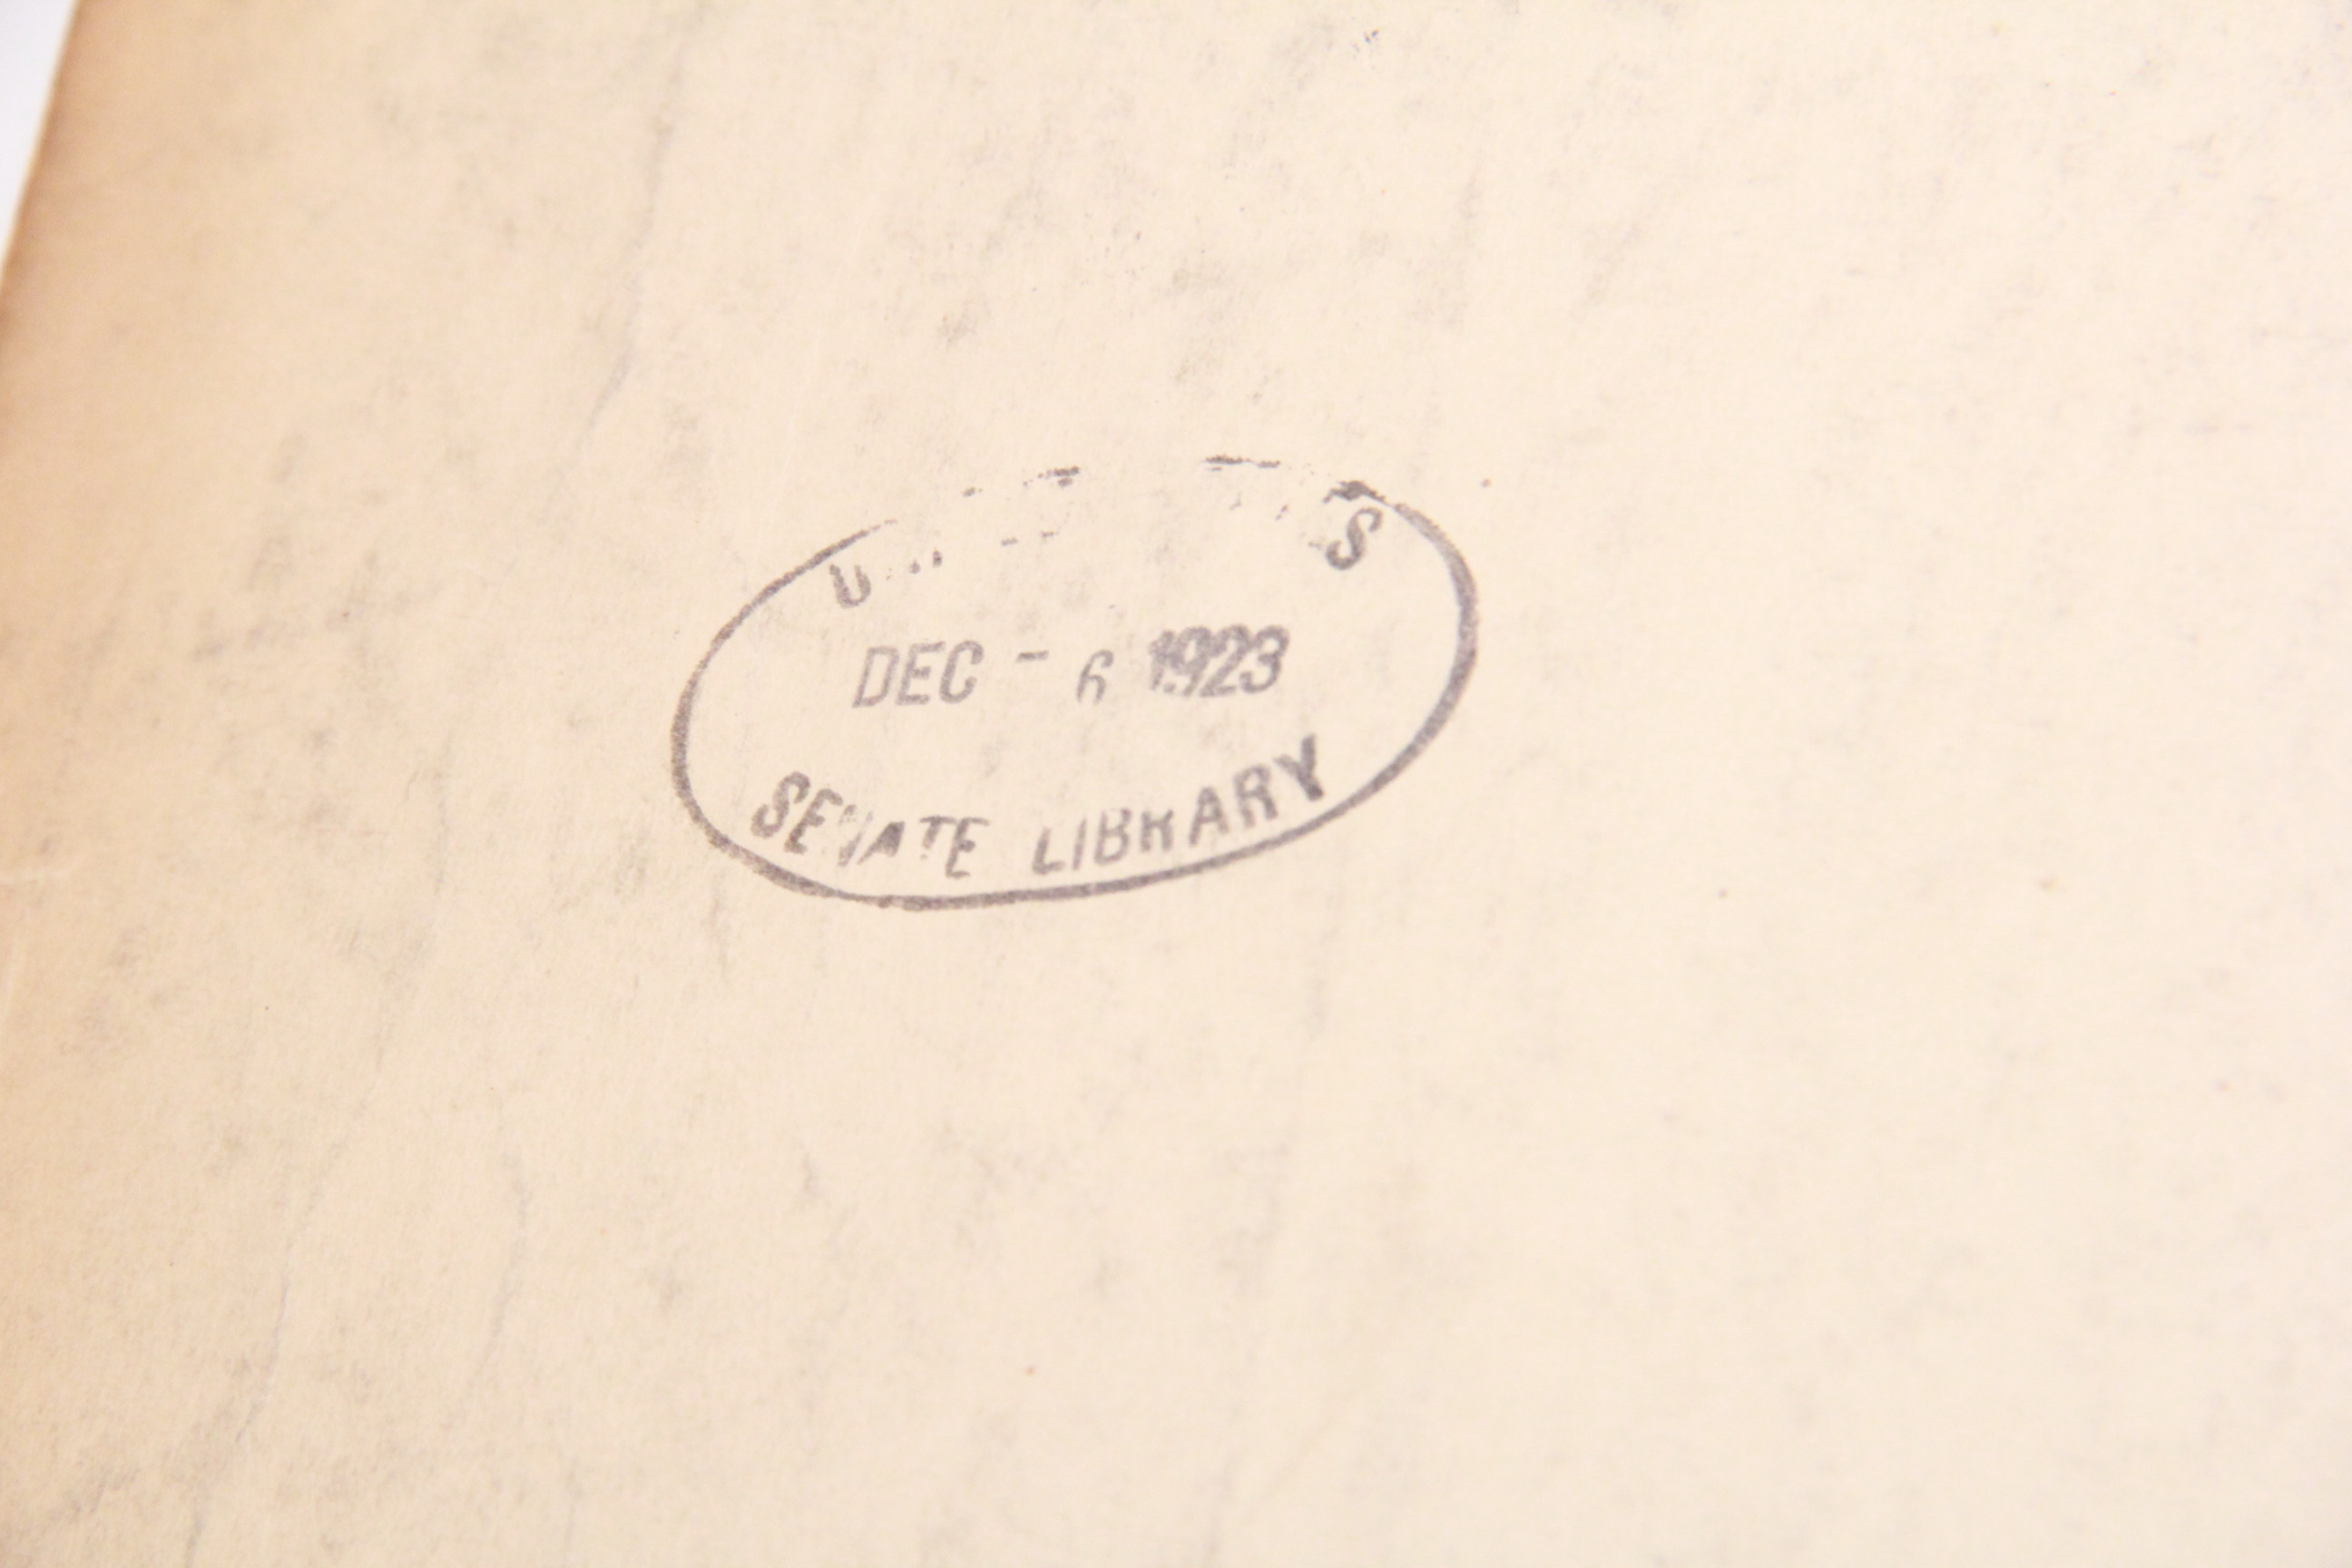 DEC - 6 1923
SENATE LIBRARY